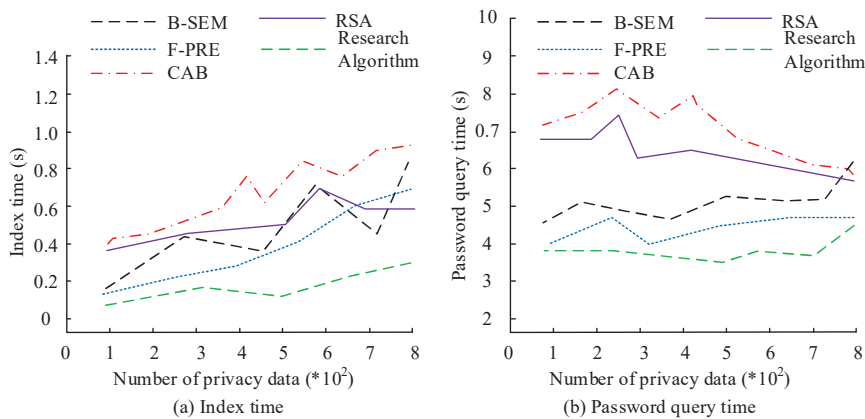 B-SEM
F-PRE
CAB
RSA
Research
Algorithm
1.4
1.2
1.0
0.8
0.6
0.4
0.2
0
Index time (s)
0 1 2 3 4 5 6 7 8
Number of privacy data (*10²)
(a) Index time
B-SEM
F-PRE
CAB
RSA
Research
Algorithm
10
9
8
0.7
6
5
4
3
2
Password query time (s)
0 1 2 3 4 5 6 7 8
Number of privacy data (*10²)
(b) Password query time